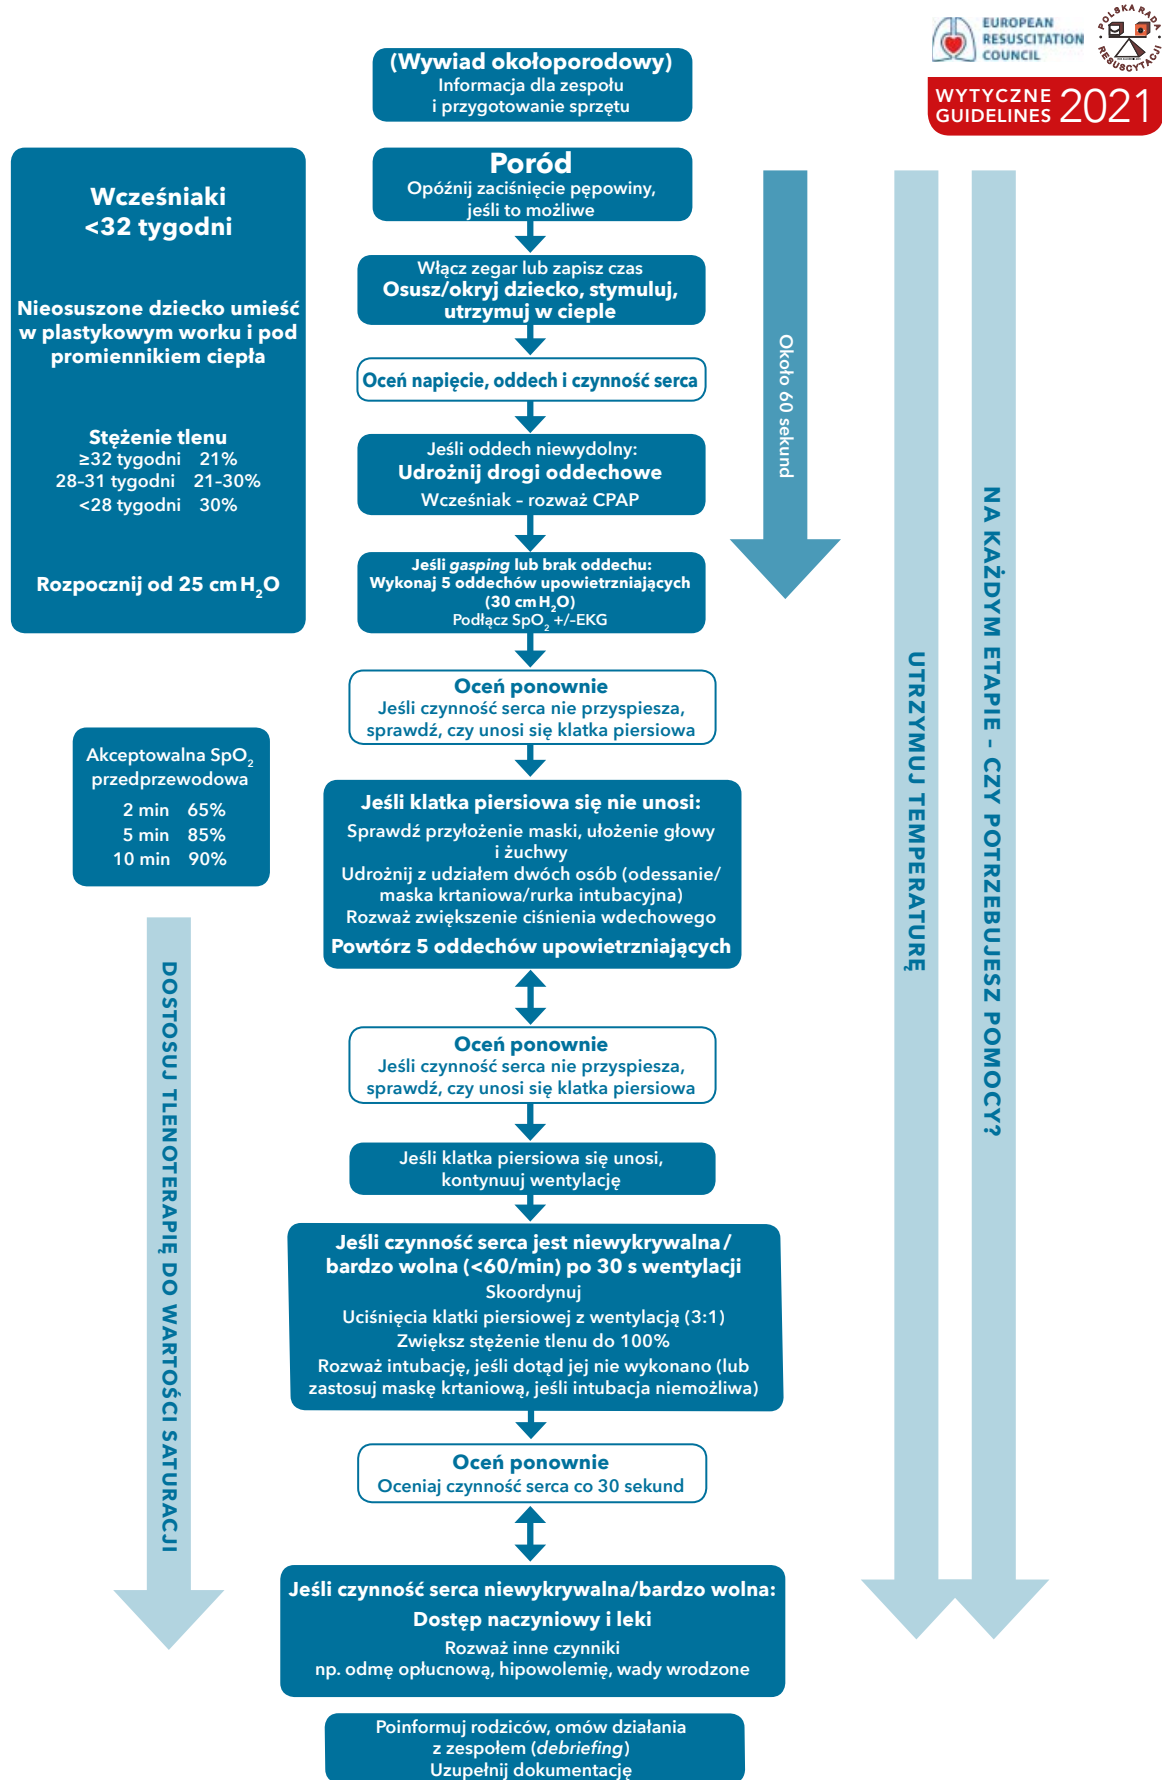 EUROPEAN
RESUSCITATION
COUNCIL
POLSKA RADA
RESUSCYTACJI
WYTYCZNE
GUIDELINES 2021
(Wywiad okołoporodowy)
Informacja dla zespołu
i przygotowanie sprzętu
Poród
Opóźnij zaciśnięcie pępowiny,
jeśli to możliwe
Włącz zegar lub zapisz czas
Osusz/okryj dziecko, stymuluj,
utrzymuj w cieple
Oceń napięcie, oddech i czynność serca
Jeśli oddech niewydolny:
Udrożnij drogi oddechowe
Wcześniak – rozważ CPAP
Jeśli gasping lub brak oddechu:
Wykonaj 5 oddechów upowietrzniających
(30 cm H₂O)
Podłącz SpO₂ +/–EKG
Oceń ponownie
Jeśli czynność serca nie przyspiesza,
sprawdź, czy unosi się klatka piersiowa
Jeśli klatka piersiowa się nie unosi:
Sprawdź przyłożenie maski, ułożenie głowy
i żuchwy
Udrożnij z udziałem dwóch osób (odessanie/
maska krtaniowa/rurka intubacyjna)
Rozważ zwiększenie ciśnienia wdechowego
Powtórz 5 oddechów upowietrzniających
Oceń ponownie
Jeśli czynność serca nie przyspiesza,
sprawdź, czy unosi się klatka piersiowa
Jeśli klatka piersiowa się unosi,
kontynuuj wentylację
Jeśli czynność serca jest niewykrywalna/
bardzo wolna (<60/min) po 30 s wentylacji
Skoordynuj
Uciśnięcia klatki piersiowej z wentylacją (3:1)
Zwiększ stężenie tlenu do 100%
Rozważ intubację, jeśli dotąd jej nie wykonano (lub
zastosuj maskę krtaniową, jeśli intubacja niemożliwa)
Oceń ponownie
Oceniaj czynność serca co 30 sekund
Jeśli czynność serca niewykrywalna/bardzo wolna:
Dostęp naczyniowy i leki
Rozważ inne czynniki
np. odmę opłucnową, hipowolemię, wady wrodzone
Poinformuj rodziców, omów działania
z zespołem (debriefing)
Uzupełnij dokumentację
Wcześniaki
<32 tygodni
Nieosuszone dziecko umieść
w plastykowym worku i pod
promiennikiem ciepła
Stężenie tlenu
≥32 tygodni 21%
28–31 tygodni 21–30%
<28 tygodni 30%
Rozpocznij od 25 cm H₂O
Akceptowalna SpO₂
przedprzewodowa
2 min 65%
5 min 85%
10 min 90%
DOSTOSUJ TLENOTERAPIĘ DO WARTOŚCI SATURACJI
Około 60 sekund
UTRZYMUJ TEMPERATURĘ
NA KAŻDYM ETAPIE – CZY POTRZEBUJESZ POMOCY?